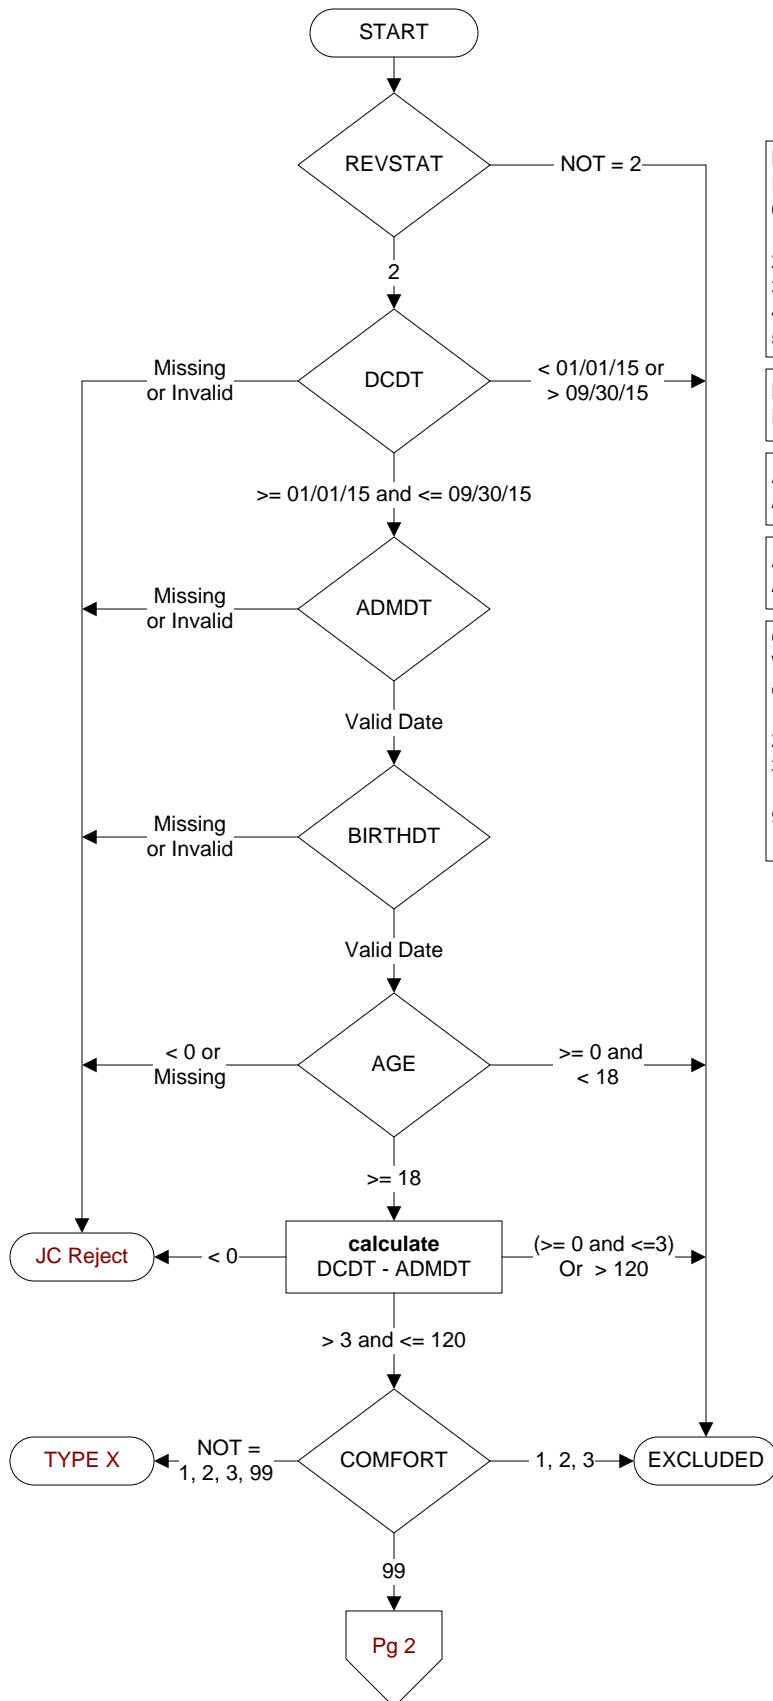 START
REVSTAT
NOT = 2
2
Missing
or Invalid
DCDT
< 01/01/15 or
> 09/30/15
>= 01/01/15 and <= 09/30/15
Missing
or Invalid
ADMDT
Valid Date
Missing
or Invalid
BIRTHDT
Valid Date
< 0 or
Missing
AGE
>= 0 and
< 18
>= 18
JC Reject
< 0
calculate
DCDT - ADMDT
(>= 0 and <=3)
Or > 120
> 3 and <= 120
TYPE X
NOT =
1, 2, 3, 99
COMFORT
1, 2, 3
EXCLUDED
99
Pg 2